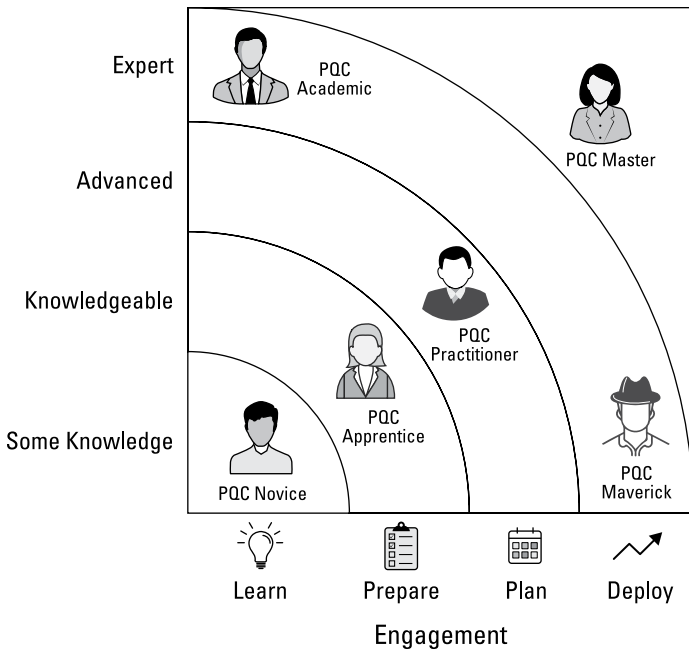 Expert
PQC
Academic
PQC Master
Advanced
Knowledgeable
PQC
Practitioner
PQC
Apprentice
Some Knowledge
PQC Novice
PQC
Maverick
Learn
Prepare
Plan
Deploy
Engagement